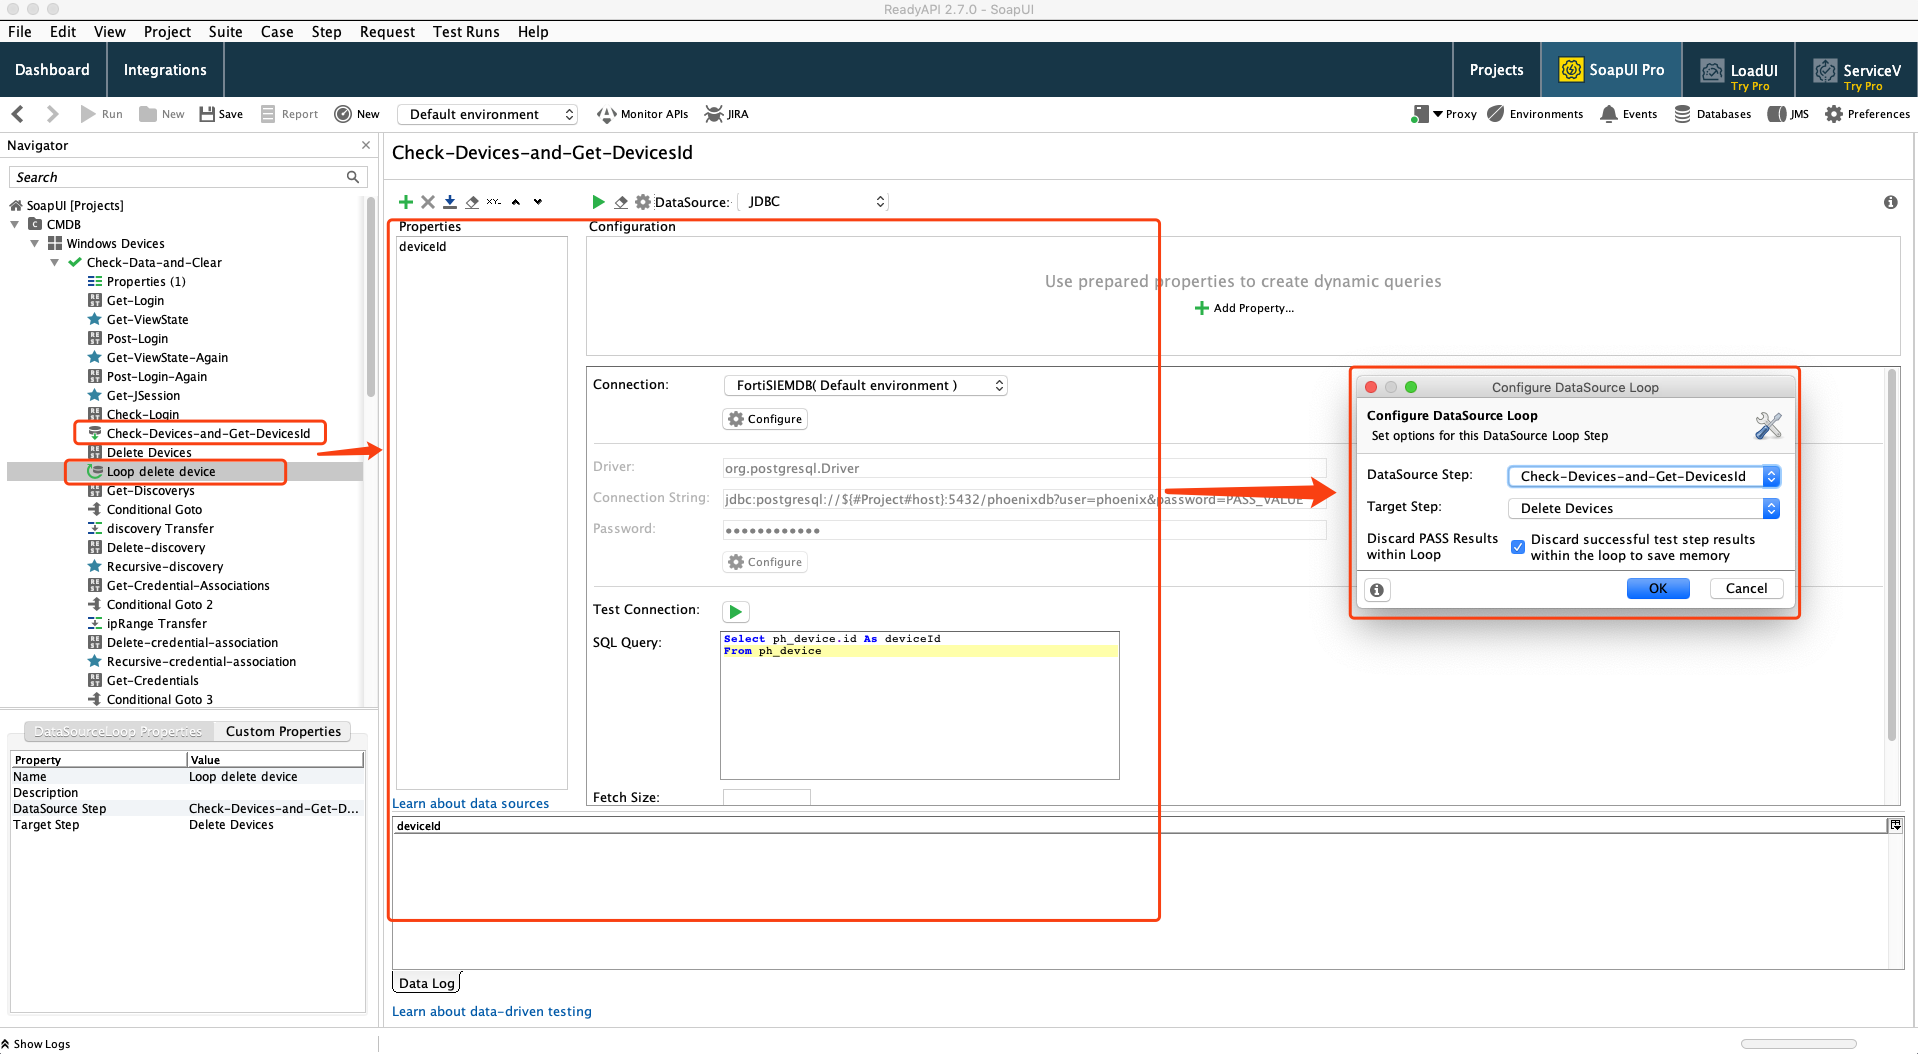 ReadyAPI 2.7.0 - SoapUI
File Edit View Project Suite Case Step Request Test Runs Help
Dashboard Integrations Projects SoapUI Pro LoadUI Try Pro ServiceV Try Pro
Run New Save Report New Default environment Monitor APIs JIRA Proxy Environments Events Databases JMS Preferences
Navigator
Search
SoapUI [Projects]
CMDB
Windows Devices
Check-Data-and-Clear
Properties (1)
Get-Login
Get-ViewState
Post-Login
Get-ViewState-Again
Post-Login-Again
Get-JSession
Check-Login
Check-Devices-and-Get-DevicesId
Delete Devices
Loop delete device
Get-Discoverys
Conditional Goto
discovery Transfer
Delete-discovery
Recursive-discovery
Get-Credential-Associations
Conditional Goto 2
ipRange Transfer
Delete-credential-association
Recursive-credential-association
Get-Credentials
Conditional Goto 3
DataSourceLoop Properties Custom Properties
Property Value
Name Loop delete device
Description
DataSource Step Check-Devices-and-Get-D...
Target Step Delete Devices
Show Logs
Check-Devices-and-Get-DevicesId
DataSource: JDBC
Properties
deviceId
Learn about data sources
Configuration
Use prepared properties to create dynamic queries
Add Property...
Connection: FortiSIEMDB( Default environment )
Configure
Driver: org.postgresql.Driver
Connection String: jdbc:postgresql://${#Project#host}:5432/phoenixdb?user=phoenix&password=PASS_VALUE
Password: ••••••••••••
Configure
Test Connection:
SQL Query: Select ph_device.id As deviceId
From ph_device
Fetch Size:
deviceId
Data Log
Learn about data-driven testing
Configure DataSource Loop
Configure DataSource Loop
Set options for this DataSource Loop Step
DataSource Step: Check-Devices-and-Get-DevicesId
Target Step: Delete Devices
Discard PASS Results within Loop
Discard successful test step results within the loop to save memory
OK Cancel